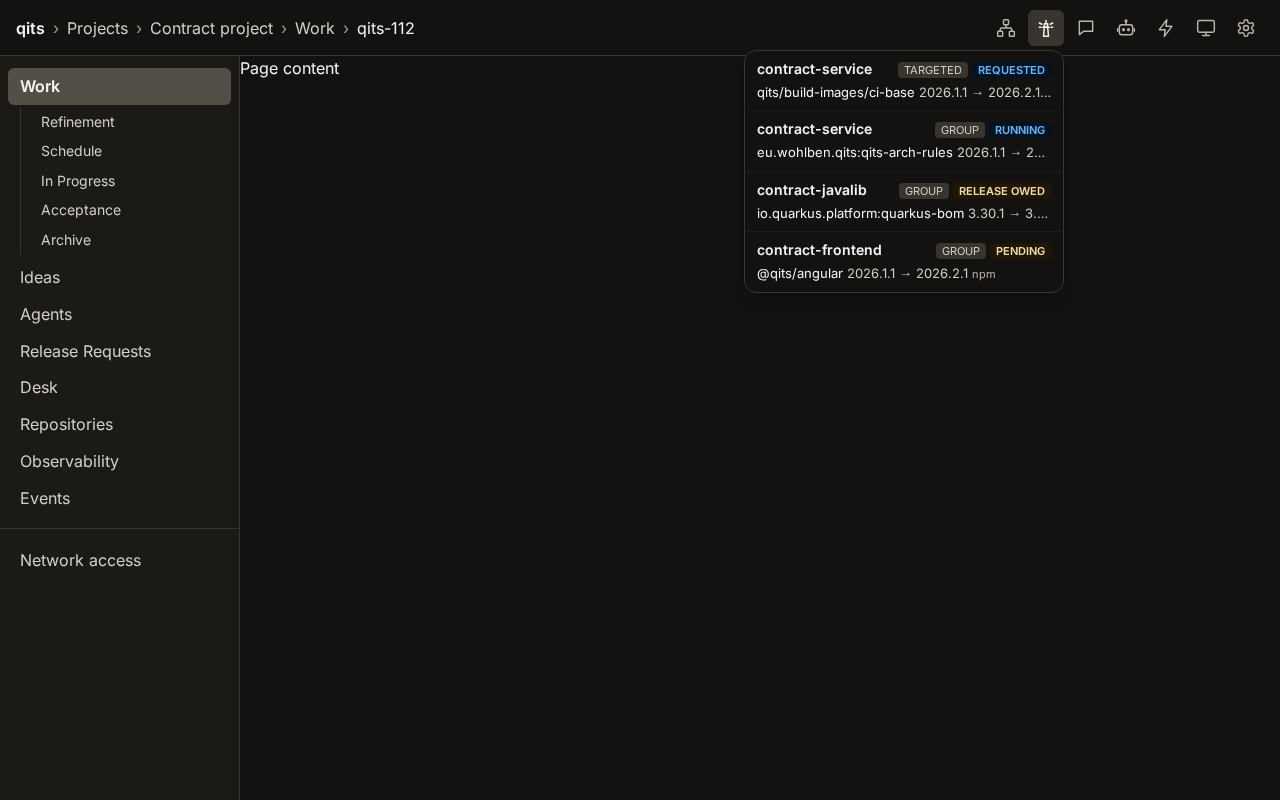 qits › Projects › Contract project › Work › qits-112
Work
Refinement
Schedule
In Progress
Acceptance
Archive
Ideas
Agents
Release Requests
Desk
Repositories
Observability
Events
Network access
Page content
contract-service TARGETED REQUESTED
qits/build-images/ci-base 2026.1.1 → 2026.2.1...
contract-service GROUP RUNNING
eu.wohlben.qits:qits-arch-rules 2026.1.1 → 2...
contract-javalib GROUP RELEASE OWED
io.quarkus.platform:quarkus-bom 3.30.1 → 3....
contract-frontend GROUP PENDING
@qits/angular 2026.1.1 → 2026.2.1 npm